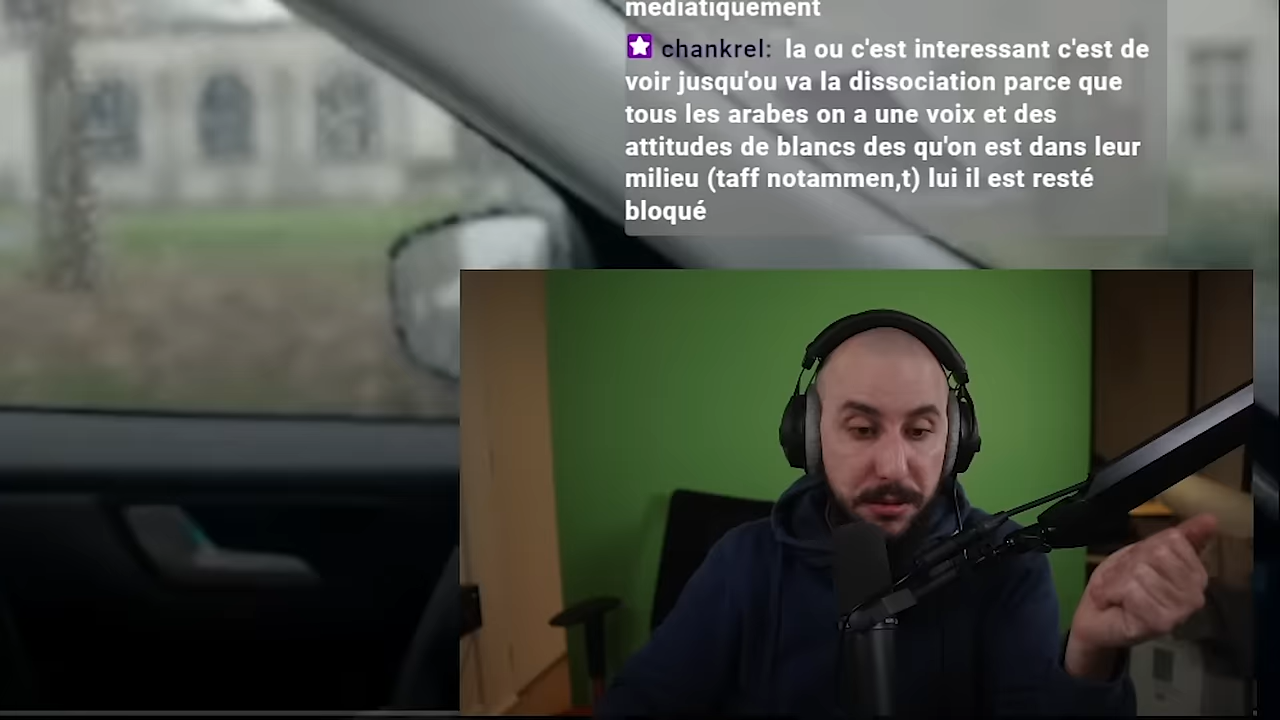 médiatiquement
chankrel: la ou c'est interessant c'est de
voir jusqu'ou va la dissociation parce que
tous les arabes on a une voix et des
attitudes de blancs des qu'on est dans leur
milieu (taff notammen,t) lui il est resté
bloqué